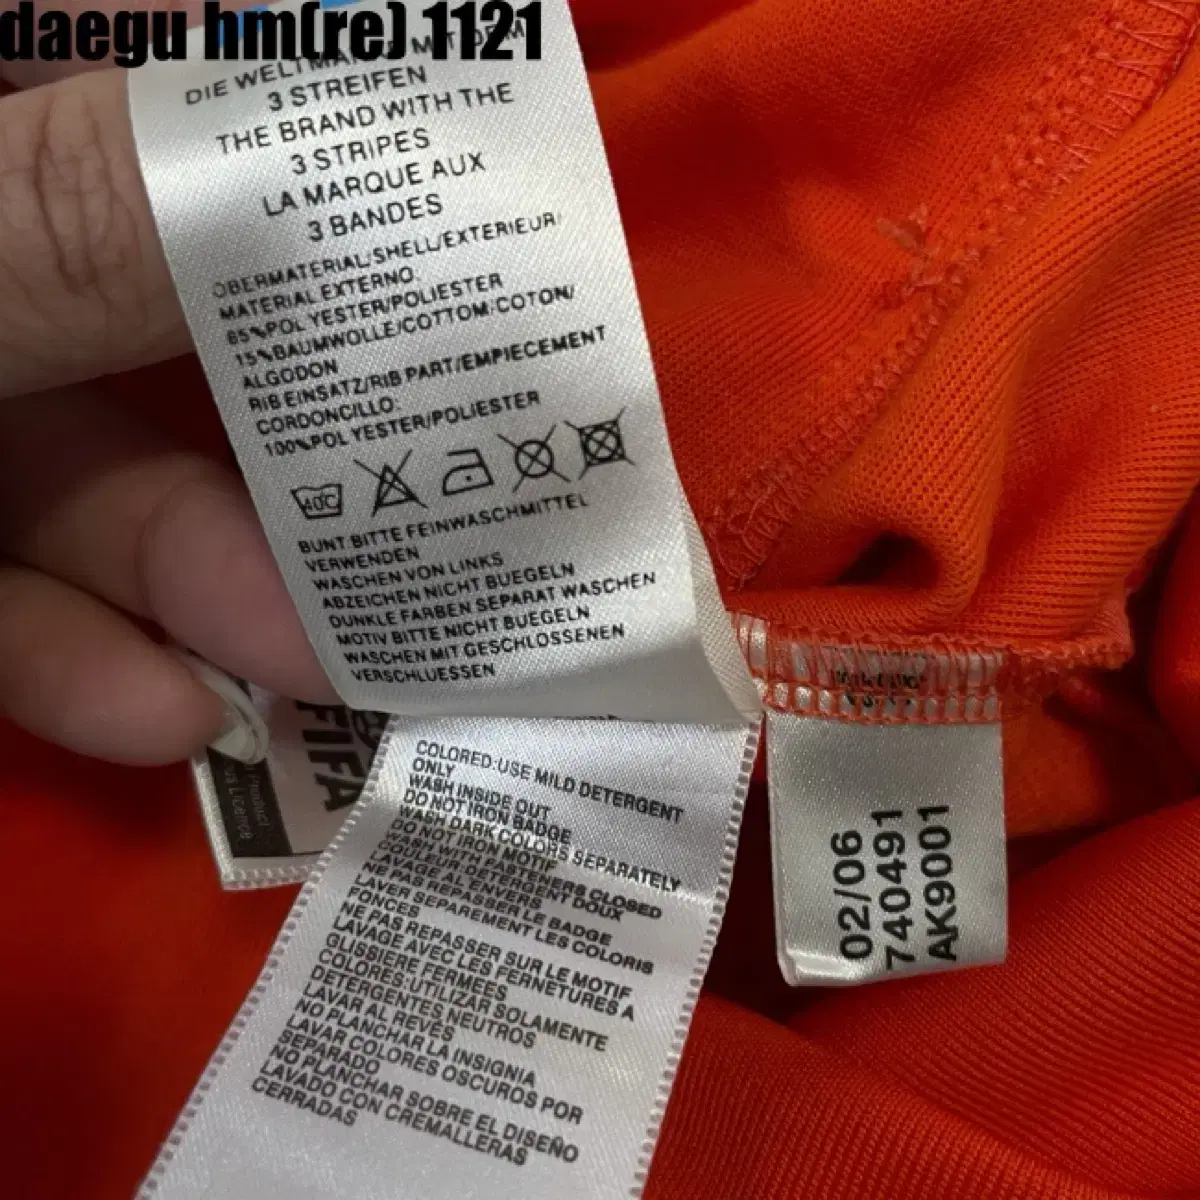 daegu hm(re) 1121
DIE WELTMARKE MIT DEM
3 STREIFEN
THE BRAND WITH THE
3 STRIPES
LA MARQUE AUX
3 BANDES
OBERMATERIAL:SHELL/EXTERIEUR/
MATERIAL EXTERNO:
85%POLYESTER/POLIESTER
15%BAUMWOLLE/COTTOM/COTON/
ALGODON
RIB EINSATZ/RIB PART/EMPIECEMENT
CORDONCILLO:
100%POLYESTER/POLIESTER
40C
BUNT:BITTE FEINWASCHMITTEL
VERWENDEN
WASCHEN VON LINKS
ABZEICHEN NICHT BUEGELN
DUNKLE FARBEN SEPARAT WASCHEN
MOTIV BITTE NICHT BUEGELN
WASCHEN MIT GESCHLOSSENEN
VERSCHLUESSEN
COLORED:USE MILD DETERGENT
ONLY
WASH INSIDE OUT
DO NOT IRON BADGE
WASH DARK COLORS SEPARATELY
DO NOT IRON MOTIF
WASH WITH FASTENERS CLOSED
COULEUR:DETERGENT DOUX
LAVAGE AL ENVERS
NE PAS REPASSER LE BADGE
LAVER SEPAREMENT LES COLORIS
FONCES
NE PAS REPASSER SUR LE MOTIF
LAVAGE AVEC LES FERNETURES A
GLISSIERE FERMEES
COLORES:UTILIZAR SOLAMENTE
DETERGENTES NEUTROS
LAVAR AL REVÉS
NO PLANCHAR LA INSIGNIA
LAVAR COLORES OSCUROS POR
SEPARADO
NO PLANCHAR SOBRE EL DISEÑO
LAVADO CON CREMALLERAS
CERRADAS
FIFA
02/06
740491
AK9001